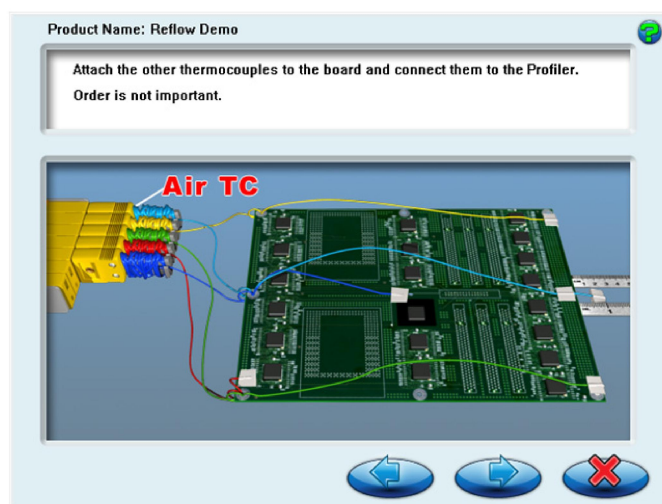 Product Name: Reflow Demo
Attach the other thermocouples to the board and connect them to the Profiler.
Order is not important.
Air TC